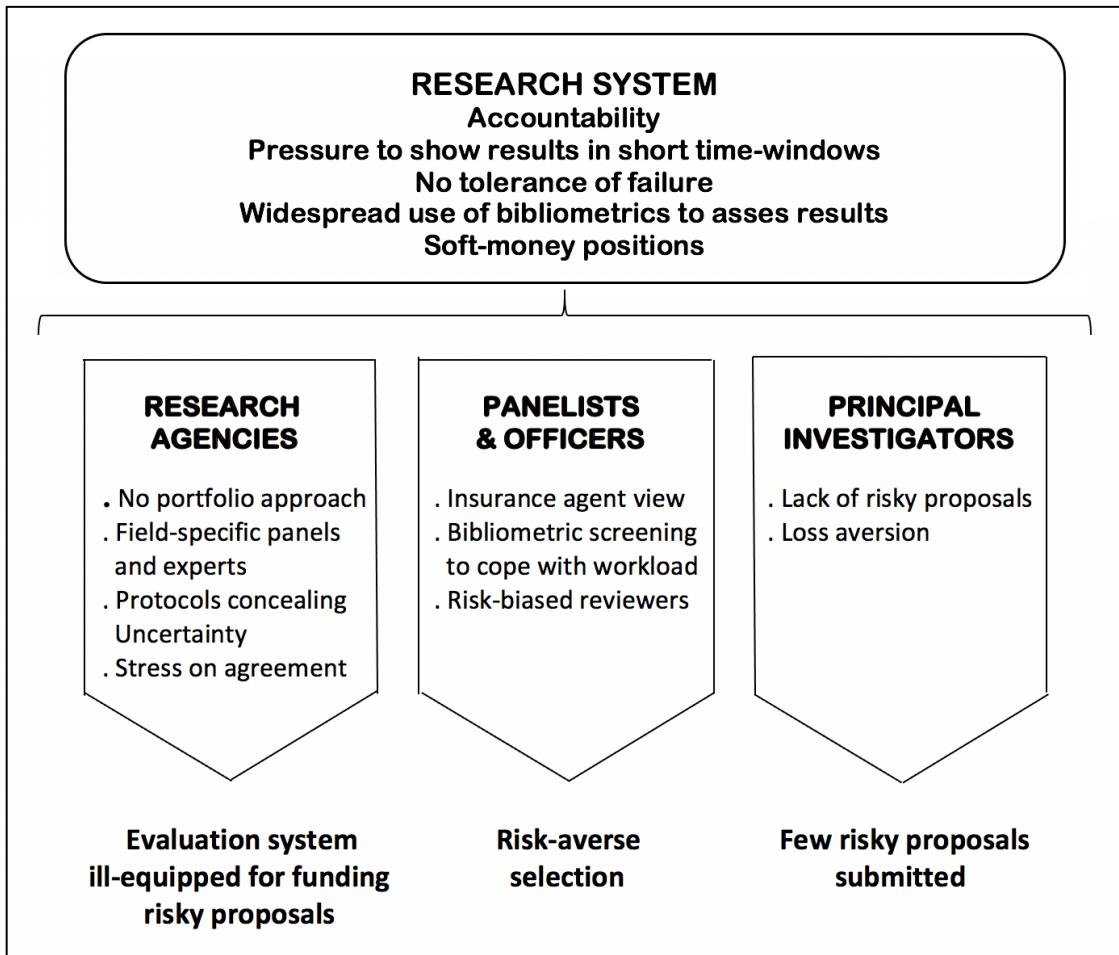 RESEARCH SYSTEM
Accountability
Pressure to show results in short time-windows
No tolerance of failure
Widespread use of bibliometrics to asses results
Soft-money positions
RESEARCH
AGENCIES
. No portfolio approach
. Field-specific panels
and experts
. Protocols concealing
Uncertainty
. Stress on agreement
PANELISTS
& OFFICERS
. Insurance agent view
. Bibliometric screening
to cope with workload
. Risk-biased reviewers
PRINCIPAL
INVESTIGATORS
. Lack of risky proposals
. Loss aversion
Evaluation system
ill-equipped for funding
risky proposals
Risk-averse
selection
Few risky proposals
submitted